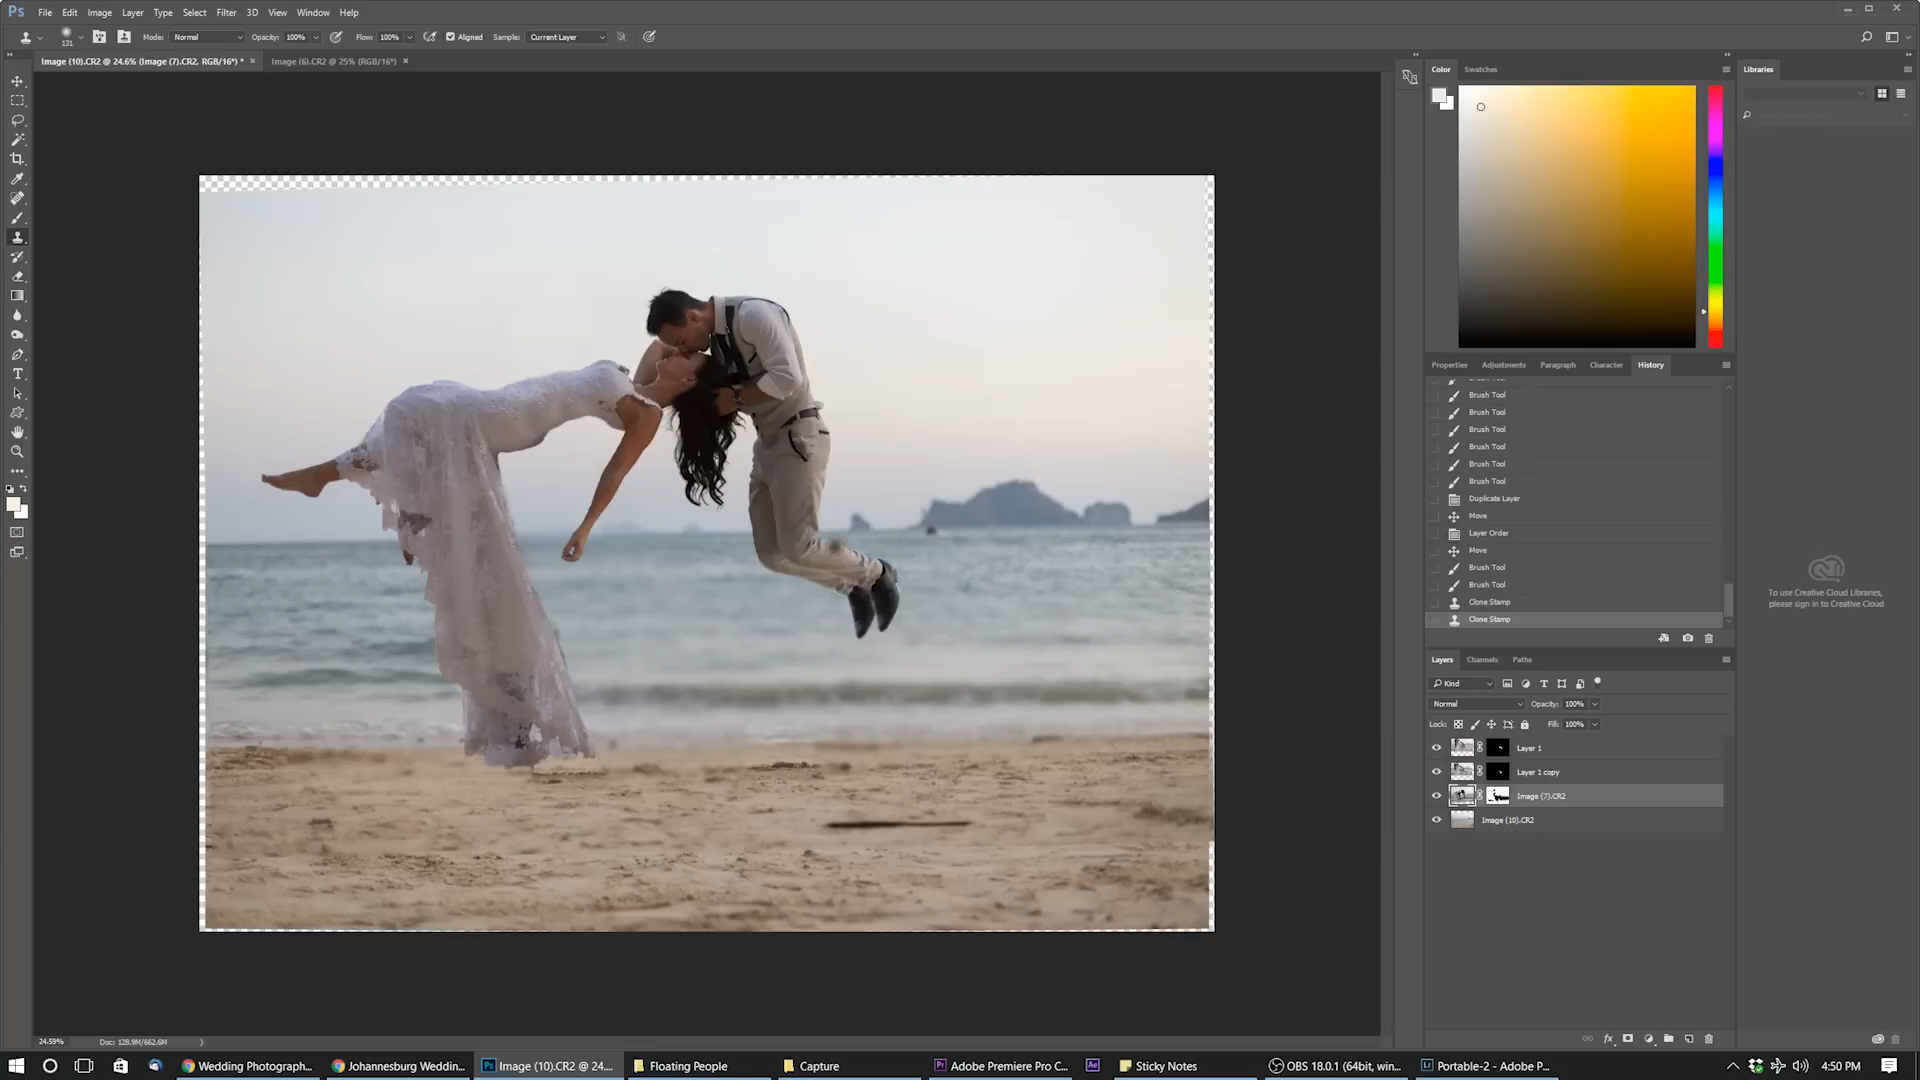 Ps File Edit Image Layer Type Select Filter 3D View Window Help
131 Mode: Normal Opacity: 100% Flow: 100% Aligned Sample: Current Layer
Image (10).CR2 @ 24.6% (Image (7).CR2, RGB/16*) * × Image (6).CR2 @ 25% (RGB/16*) ×
Color Swatches
Libraries
Properties Adjustments Paragraph Character History
Brush Tool
Brush Tool
Brush Tool
Brush Tool
Brush Tool
Brush Tool
Duplicate Layer
Move
Layer Order
Move
Brush Tool
Brush Tool
Clone Stamp
Clone Stamp
To use Creative Cloud Libraries,
please sign in to Creative Cloud
Layers Channels Paths
Kind
Normal Opacity: 100%
Lock: Fill: 100%
Layer 1
Layer 1 copy
Image (7).CR2
Image (10).CR2
fx
24.59% Doc: 128.9M/662.6M
Wedding Photograph... Johannesburg Weddin... Ps Image (10).CR2 @ 24.... Floating People Capture Pr Adobe Premiere Pro C... Ae Sticky Notes OBS 18.0.1 (64bit, win... Portable-2 - Adobe P... 4:50 PM